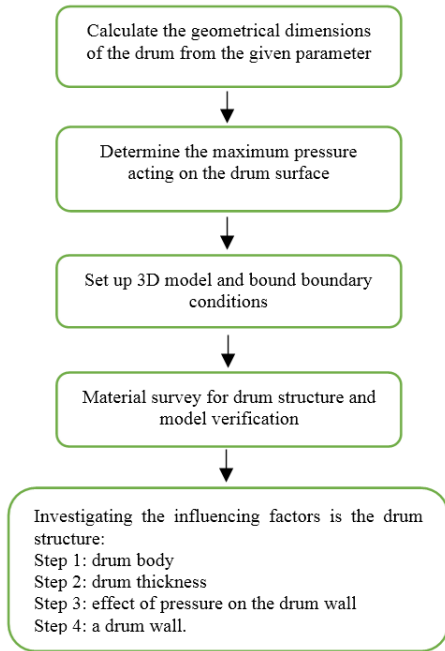 Calculate the geometrical dimensions
of the drum from the given parameter
Determine the maximum pressure
acting on the drum surface
Set up 3D model and bound boundary
conditions
Material survey for drum structure and
model verification
Investigating the influencing factors is the drum
structure:
Step 1: drum body
Step 2: drum thickness
Step 3: effect of pressure on the drum wall
Step 4: a drum wall.